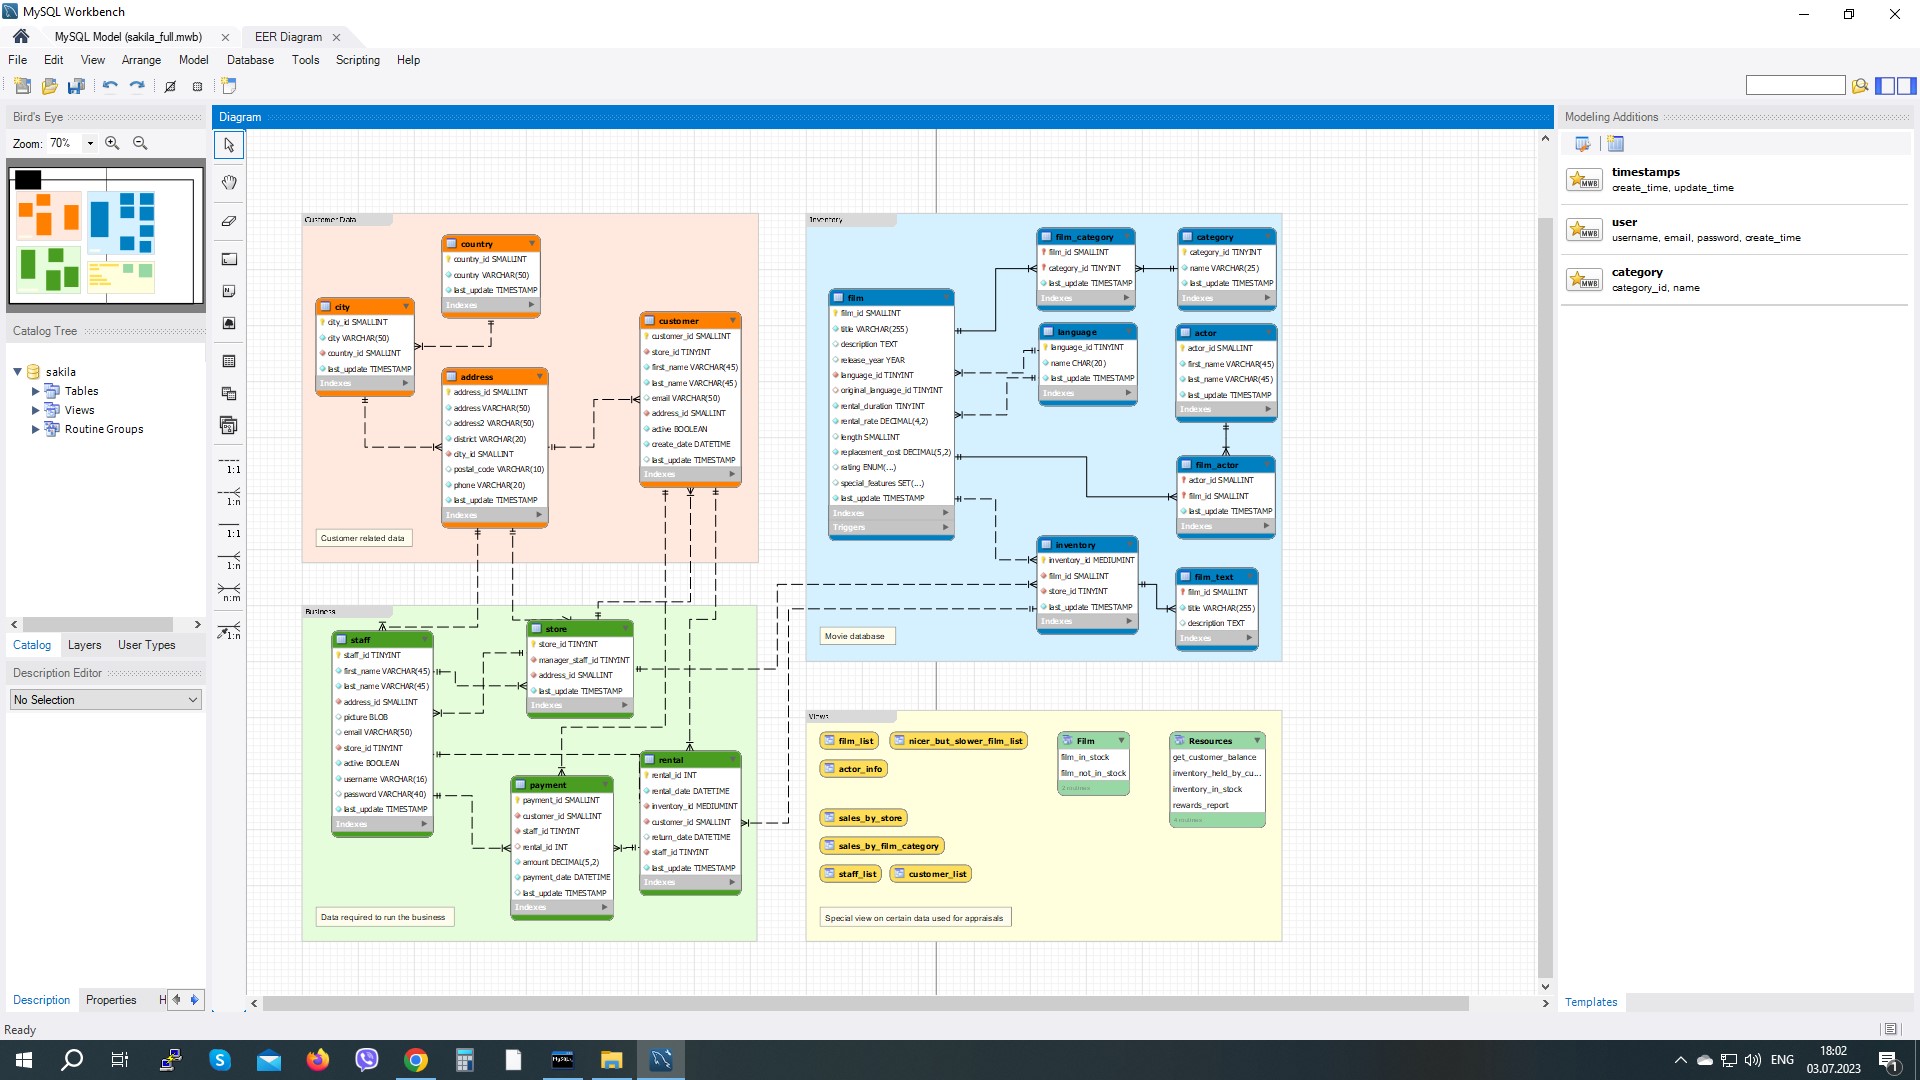 MySQL Workbench
MySQL Model (sakila_full.mwb)
EER Diagram
File Edit View Arrange Model Database Tools Scripting Help
Bird's Eye
Zoom: 70%
Catalog Tree
sakila
Tables
Views
Routine Groups
Catalog Layers User Types
Description Editor
No Selection
Description Properties H
Ready
Diagram
1:1
1:n
1:1
1:n
n:m
1:n
Customer Data
country
country_id SMALLINT
country VARCHAR(50)
last_update TIMESTAMP
Indexes
city
city_id SMALLINT
city VARCHAR(50)
country_id SMALLINT
last_update TIMESTAMP
Indexes
address
address_id SMALLINT
address VARCHAR(50)
address2 VARCHAR(50)
district VARCHAR(20)
city_id SMALLINT
postal_code VARCHAR(10)
phone VARCHAR(20)
last_update TIMESTAMP
Indexes
customer
customer_id SMALLINT
store_id TINYINT
first_name VARCHAR(45)
last_name VARCHAR(45)
email VARCHAR(50)
address_id SMALLINT
active BOOLEAN
create_date DATETIME
last_update TIMESTAMP
Indexes
Customer related data
Business
staff
staff_id TINYINT
first_name VARCHAR(45)
last_name VARCHAR(45)
address_id SMALLINT
picture BLOB
email VARCHAR(50)
store_id TINYINT
active BOOLEAN
username VARCHAR(16)
password VARCHAR(40)
last_update TIMESTAMP
Indexes
store
store_id TINYINT
manager_staff_id TINYINT
address_id SMALLINT
last_update TIMESTAMP
Indexes
payment
payment_id SMALLINT
customer_id SMALLINT
staff_id TINYINT
rental_id INT
amount DECIMAL(5,2)
payment_date DATETIME
last_update TIMESTAMP
Indexes
rental
rental_id INT
rental_date DATETIME
inventory_id MEDIUMINT
customer_id SMALLINT
return_date DATETIME
staff_id TINYINT
last_update TIMESTAMP
Indexes
Data required to run the business
Inventory
film
film_id SMALLINT
title VARCHAR(255)
description TEXT
release_year YEAR
language_id TINYINT
original_language_id TINYINT
rental_duration TINYINT
rental_rate DECIMAL(4,2)
length SMALLINT
replacement_cost DECIMAL(5,2)
rating ENUM(...)
special_features SET(...)
last_update TIMESTAMP
Indexes
Triggers
film_category
film_id SMALLINT
category_id TINYINT
last_update TIMESTAMP
Indexes
category
category_id TINYINT
name VARCHAR(25)
last_update TIMESTAMP
Indexes
language
language_id TINYINT
name CHAR(20)
last_update TIMESTAMP
Indexes
actor
actor_id SMALLINT
first_name VARCHAR(45)
last_name VARCHAR(45)
last_update TIMESTAMP
Indexes
film_actor
actor_id SMALLINT
film_id SMALLINT
last_update TIMESTAMP
Indexes
inventory
inventory_id MEDIUMINT
film_id SMALLINT
store_id TINYINT
last_update TIMESTAMP
Indexes
film_text
film_id SMALLINT
title VARCHAR(255)
description TEXT
Indexes
Movie database
Views
film_list
nicer_but_slower_film_list
actor_info
sales_by_store
sales_by_film_category
staff_list
customer_list
Film
film_in_stock
film_not_in_stock
2 routines
Resources
get_customer_balance
inventory_held_by_cu...
inventory_in_stock
rewards_report
4 routines
Special view on certain data used for appraisals
Modeling Additions
timestamps
create_time, update_time
user
username, email, password, create_time
category
category_id, name
Templates
ENG
18:02
03.07.2023
1